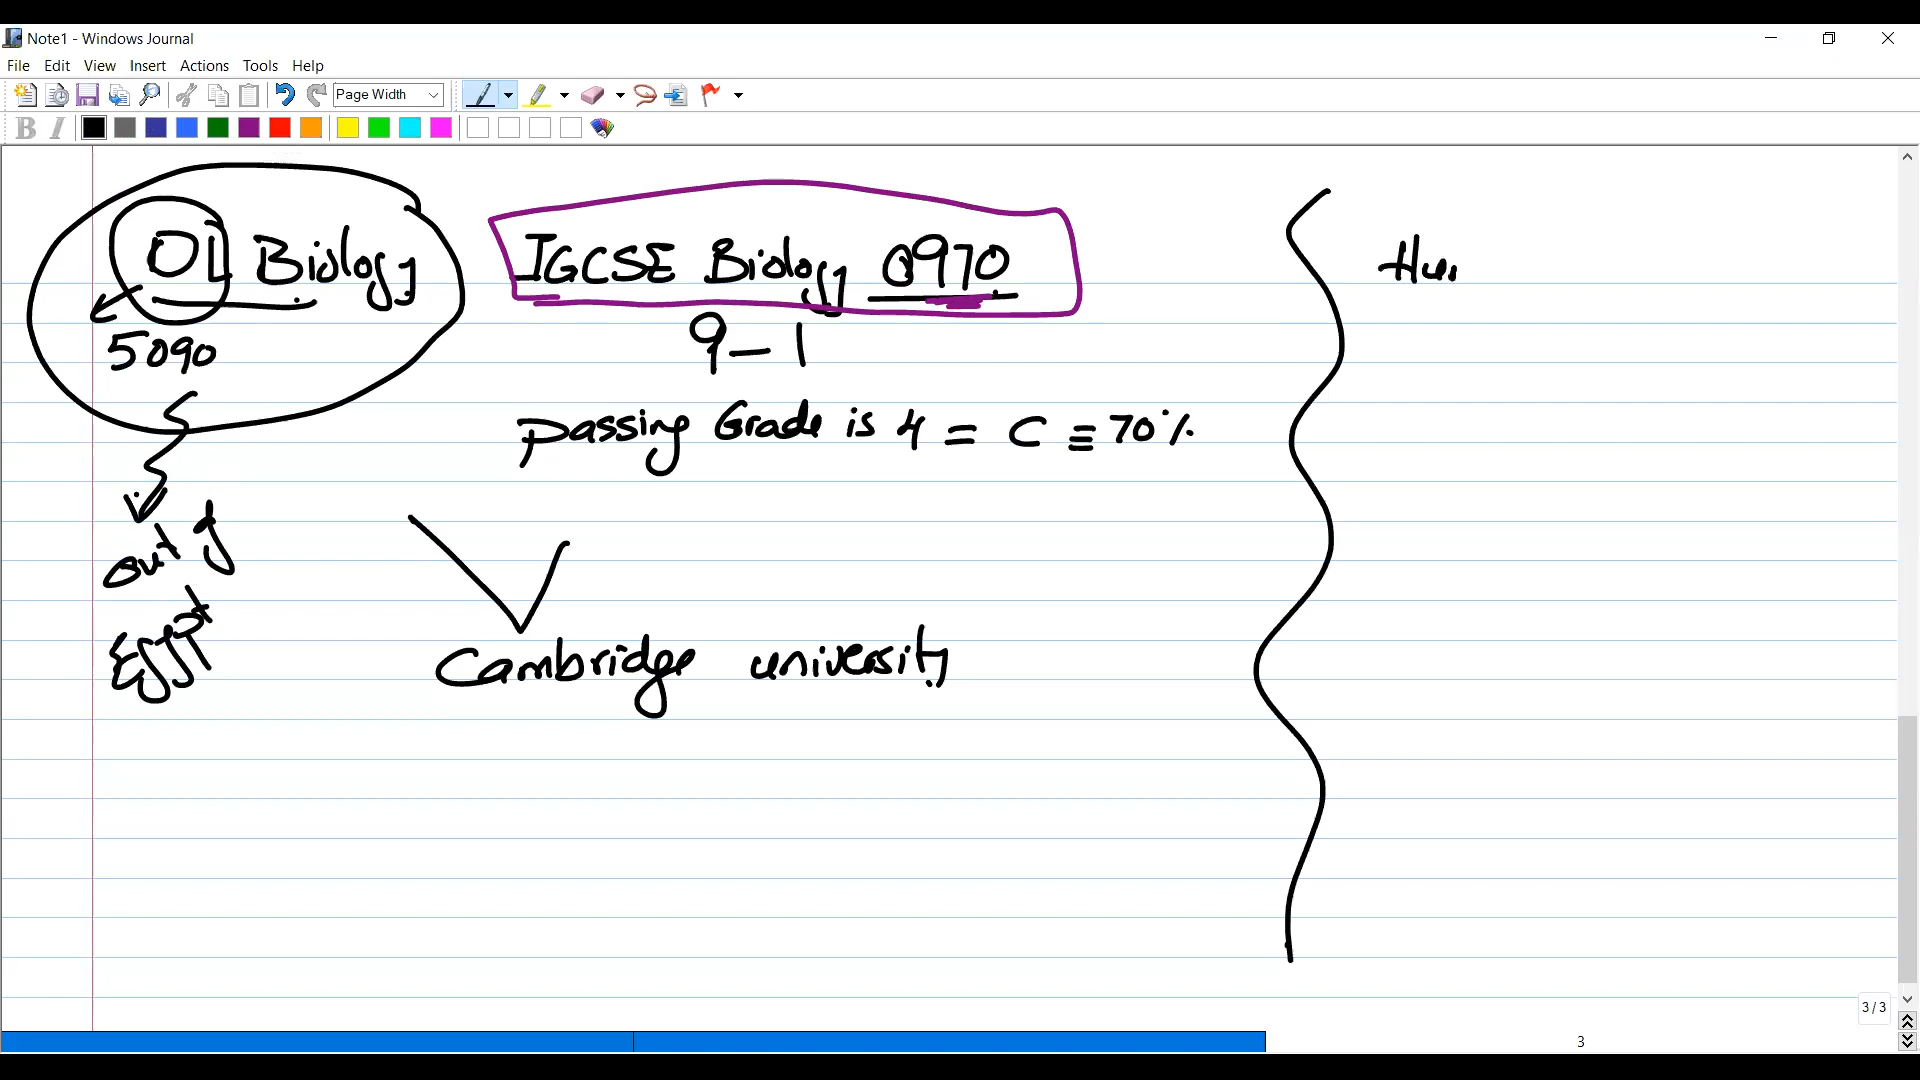 Note1 - Windows Journal
File Edit View Insert Actions Tools Help
Page Width
B I
OL Biology
5090
out of
Egypt
IGCSE Biology 0970
9 - 1
passing Grade is 4 = C ≡ 70%
Cambridge university
Hu
3 / 3
3